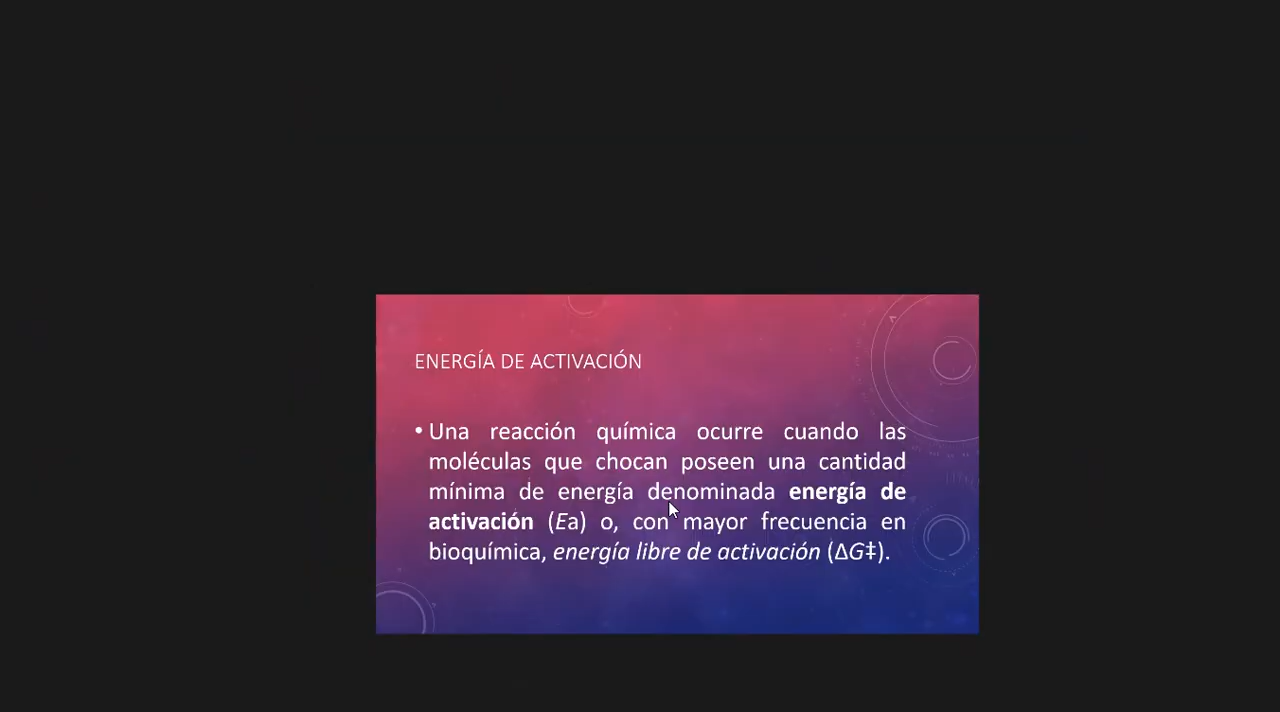 ENERGÍA DE ACTIVACIÓN
• Una reacción química ocurre cuando las
moléculas que chocan poseen una cantidad
mínima de energía denominada energía de
activación (Ea) o, con mayor frecuencia en
bioquímica, energía libre de activación (ΔG‡).